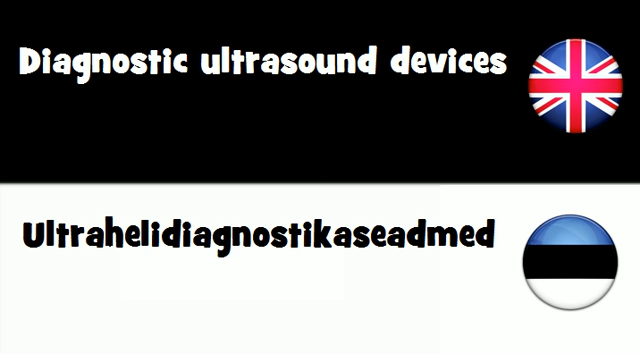 Diagnostic ultrasound devices
Ultrahelidiagnostikaseadmed